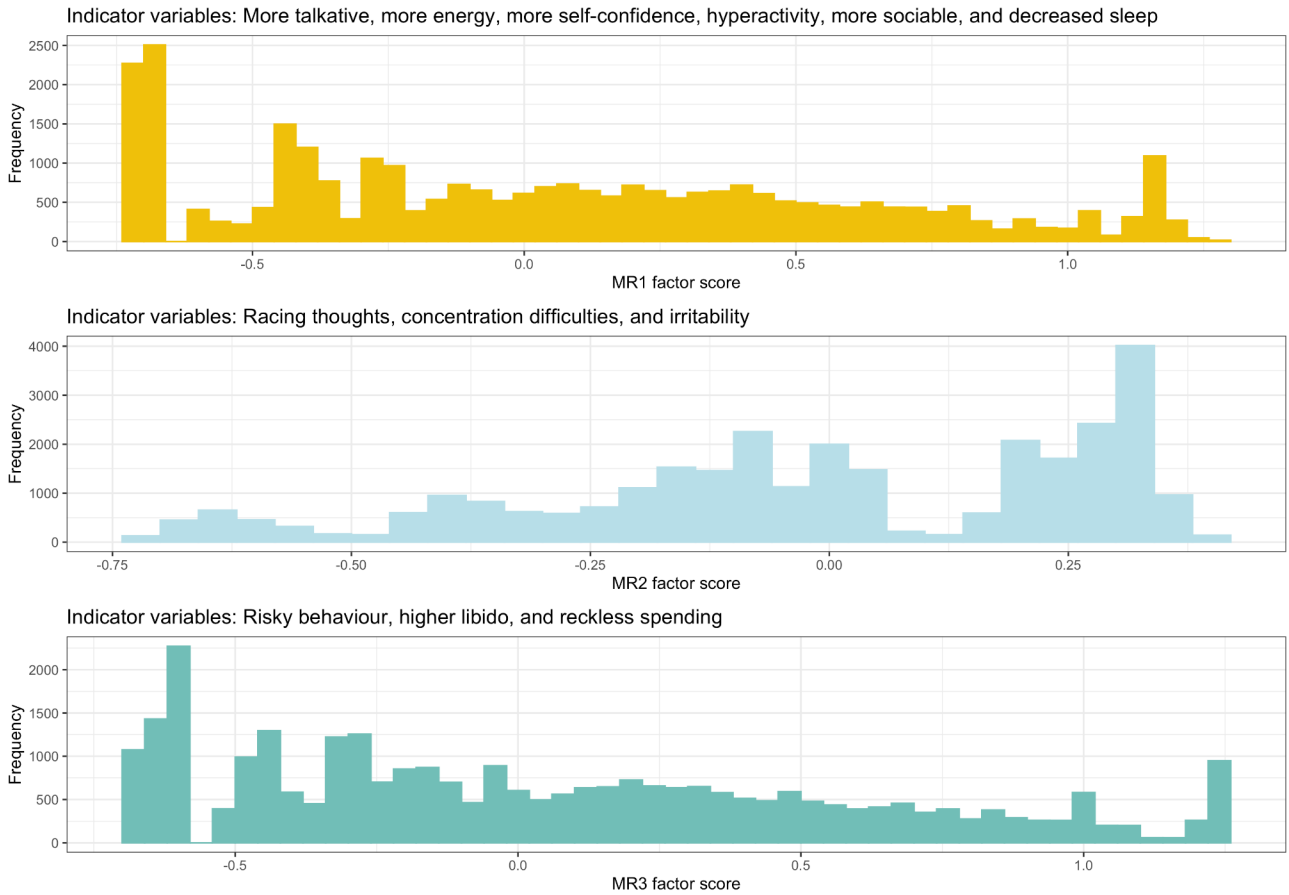 Indicator variables: More talkative, more energy, more self-confidence, hyperactivity, more sociable, and decreased sleep
Frequency
2500
2000
1500
1000
500
0
-0.5 0.0 0.5 1.0
MR1 factor score
Indicator variables: Racing thoughts, concentration difficulties, and irritability
Frequency
4000
3000
2000
1000
0
-0.75 -0.50 -0.25 0.00 0.25
MR2 factor score
Indicator variables: Risky behaviour, higher libido, and reckless spending
Frequency
2000
1500
1000
500
0
-0.5 0.0 0.5 1.0
MR3 factor score